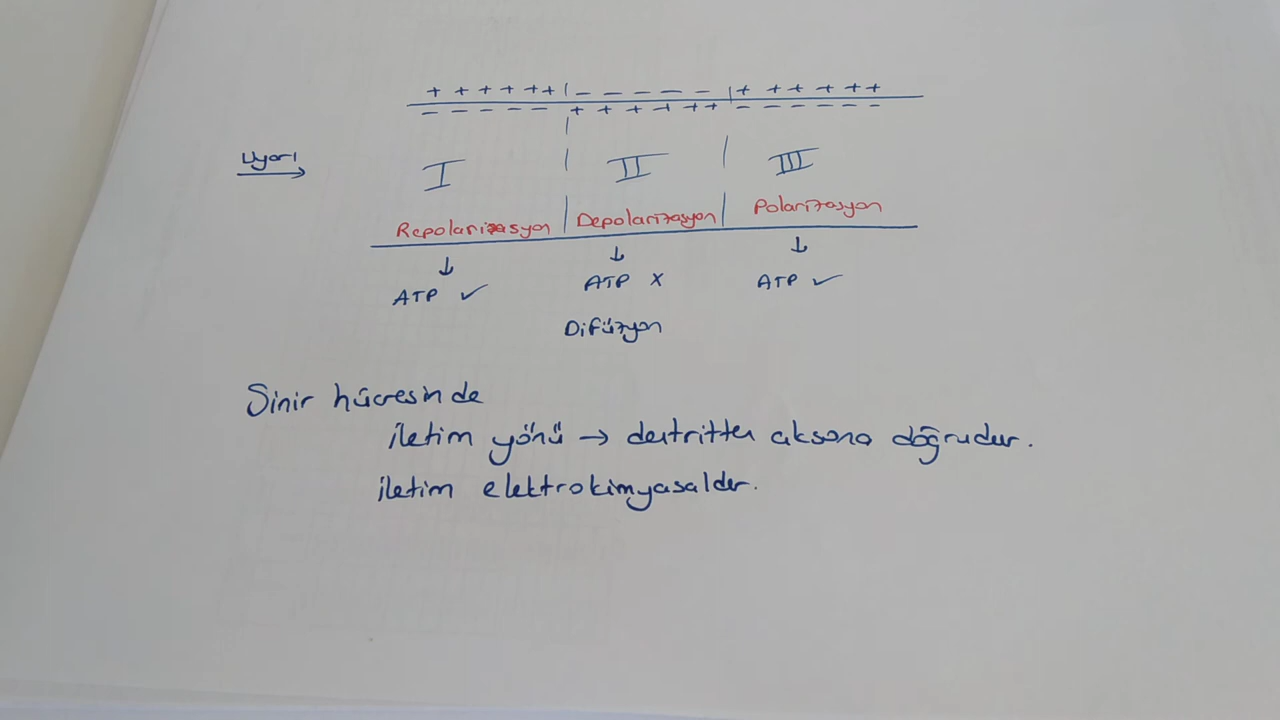 + + + + + + | - - - - - | + + + + + +
- - - - - + + + + + + - - - - - -
Uyarı
I II III
Repolarizasyon Depolarizasyon Polarizasyon
↓ ↓ ↓
ATP ✓ ATP x ATP ✓
Difüzyon
Sinir hücresinde
iletim yönü → dentritten aksona doğrudur.
iletim elektrokimyasaldır.